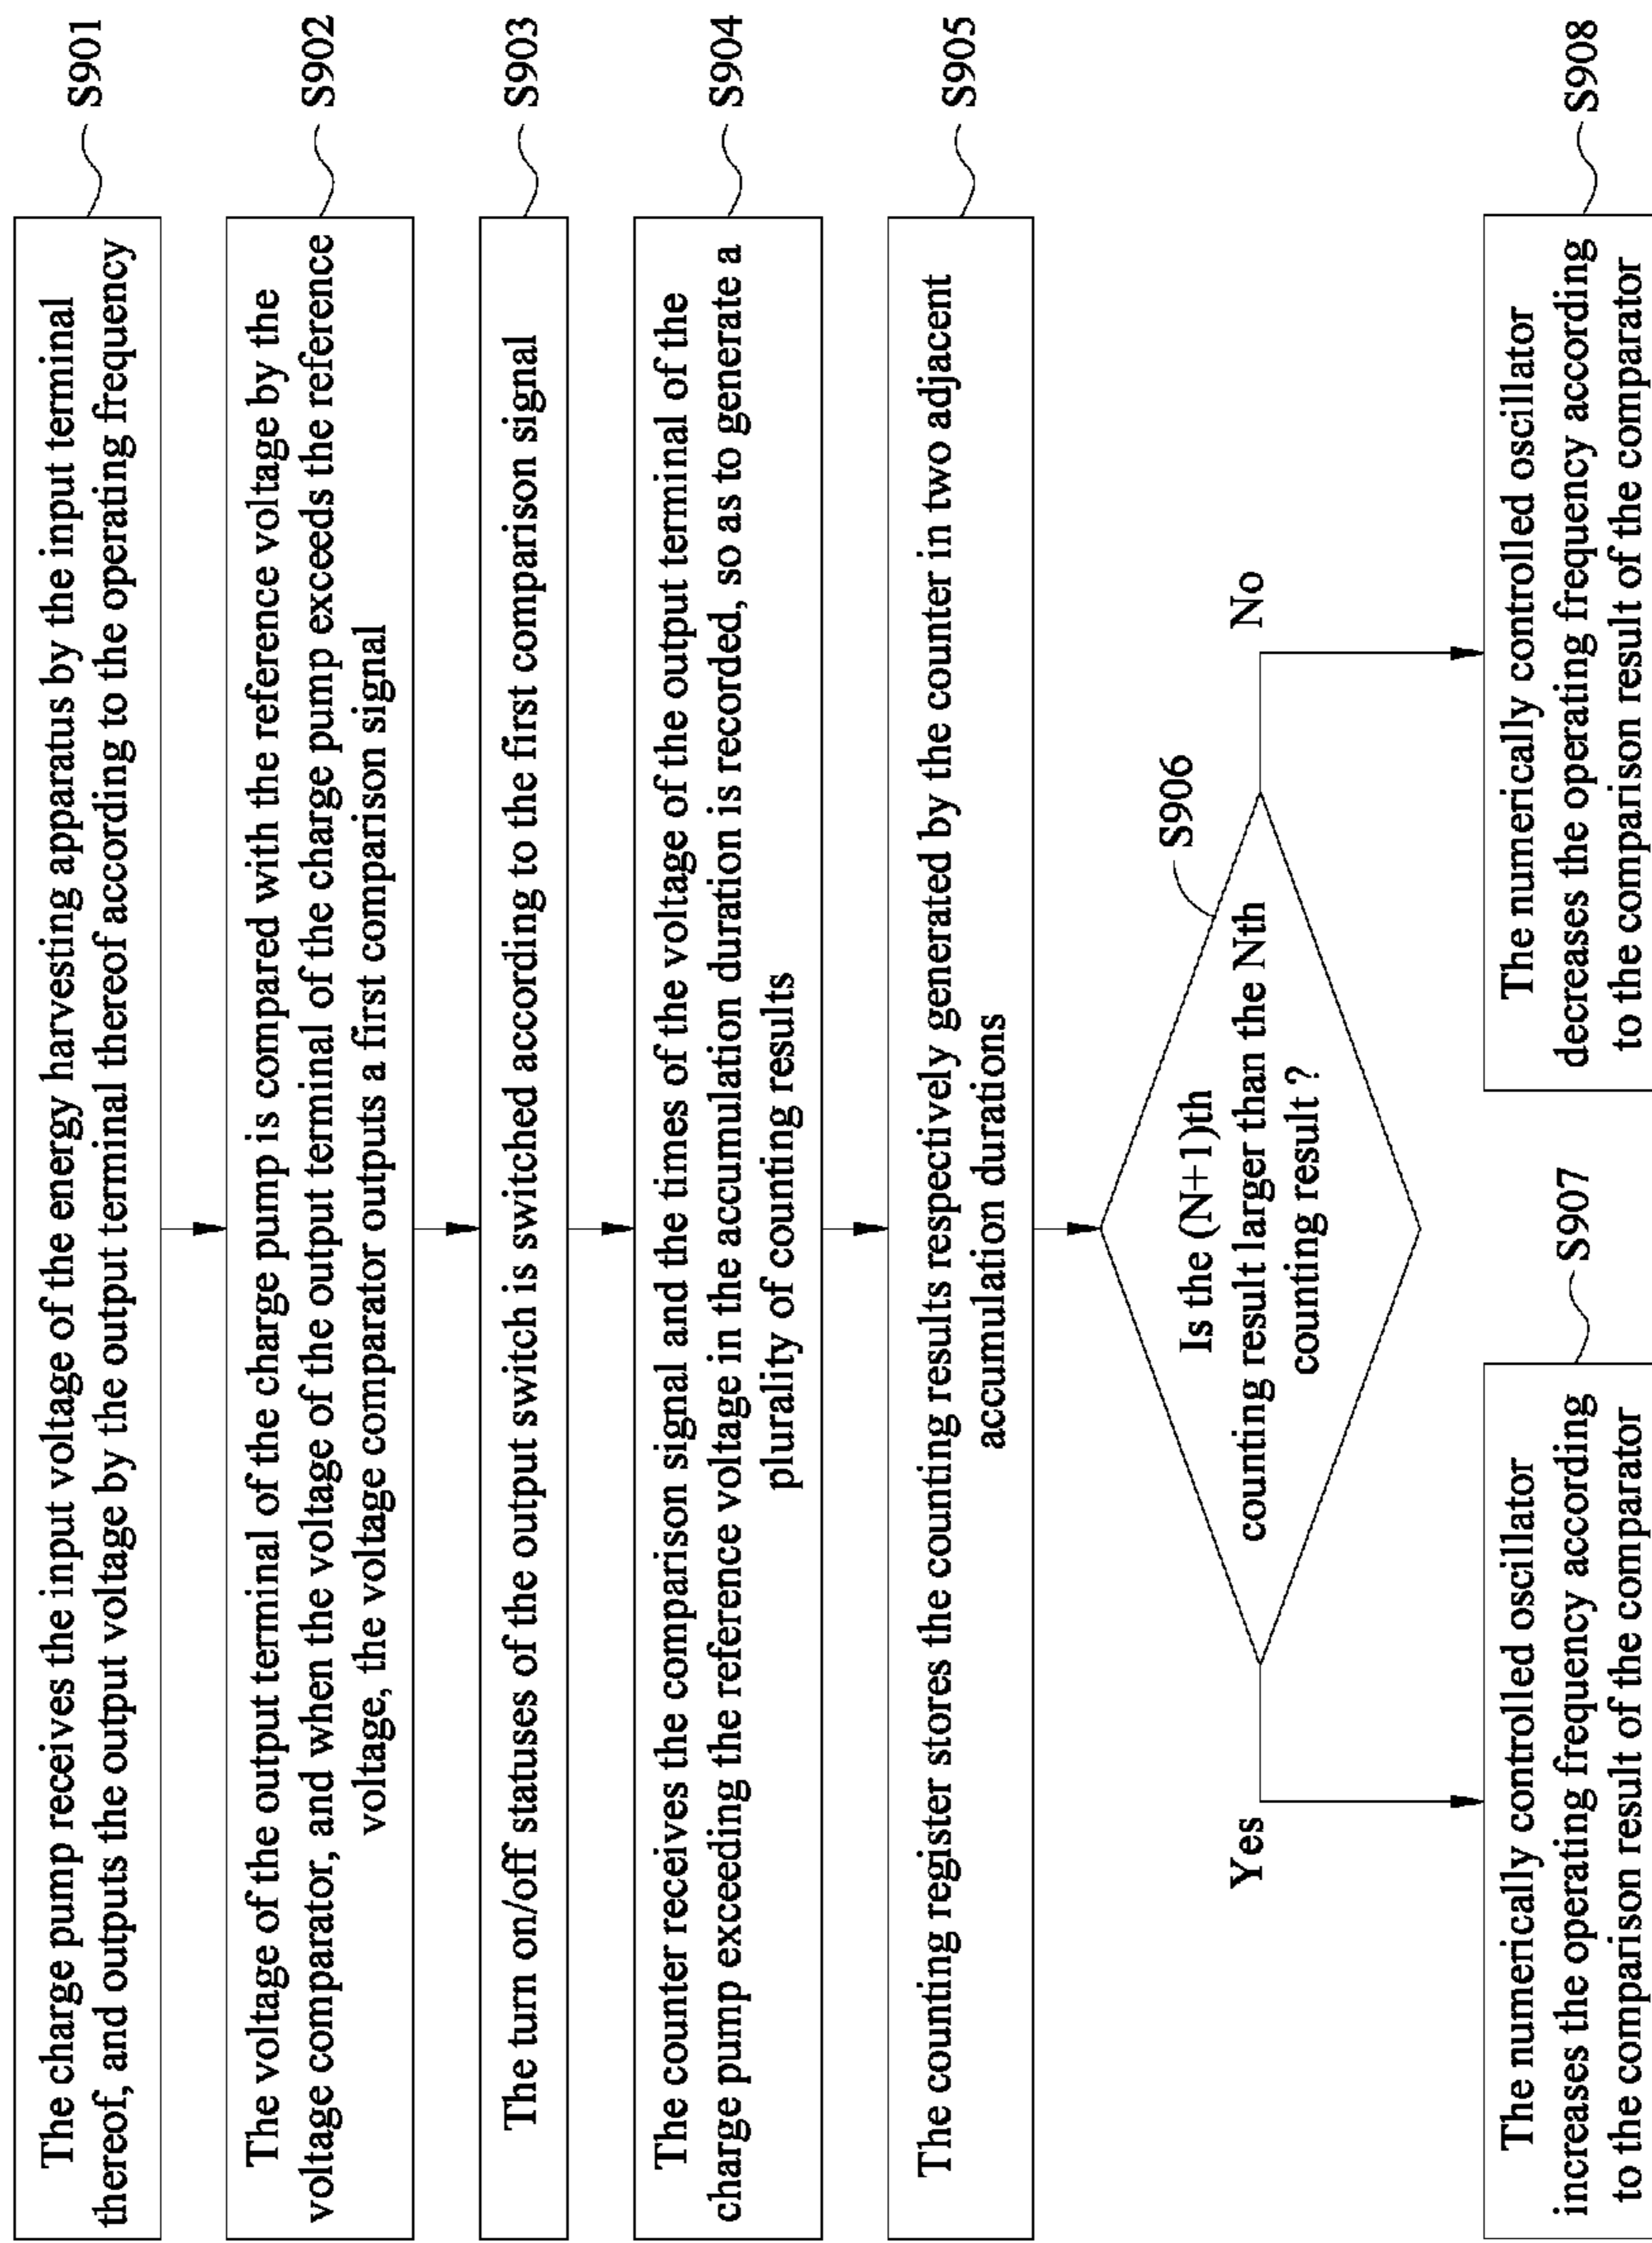 The charge pump receives the input voltage of the energy harvesting apparatus by the input terminal
thereof, and outputs the output voltage by the output terminal thereof according to the operating frequency
S901
The voltage of the output terminal of the charge pump is compared with the reference voltage by the
voltage comparator, and when the voltage of the output terminal of the charge pump exceeds the reference
voltage, the voltage comparator outputs a first comparison signal
S902
The turn on/off statuses of the output switch is switched according to the first comparison signal
S903
The counter receives the comparison signal and the times of the voltage of the output terminal of the
charge pump exceeding the reference voltage in the accumulation duration is recorded, so as to generate a
plurality of counting results
S904
The counting register stores the counting results respectively generated by the counter in two adjacent
accumulation durations
S905
Is the (N+1)th
counting result larger than the Nth
counting result ?
S906
Yes
No
The numerically controlled oscillator
increases the operating frequency according
to the comparison result of the comparator
S907
The numerically controlled oscillator
decreases the operating frequency according
to the comparison result of the comparator
S908